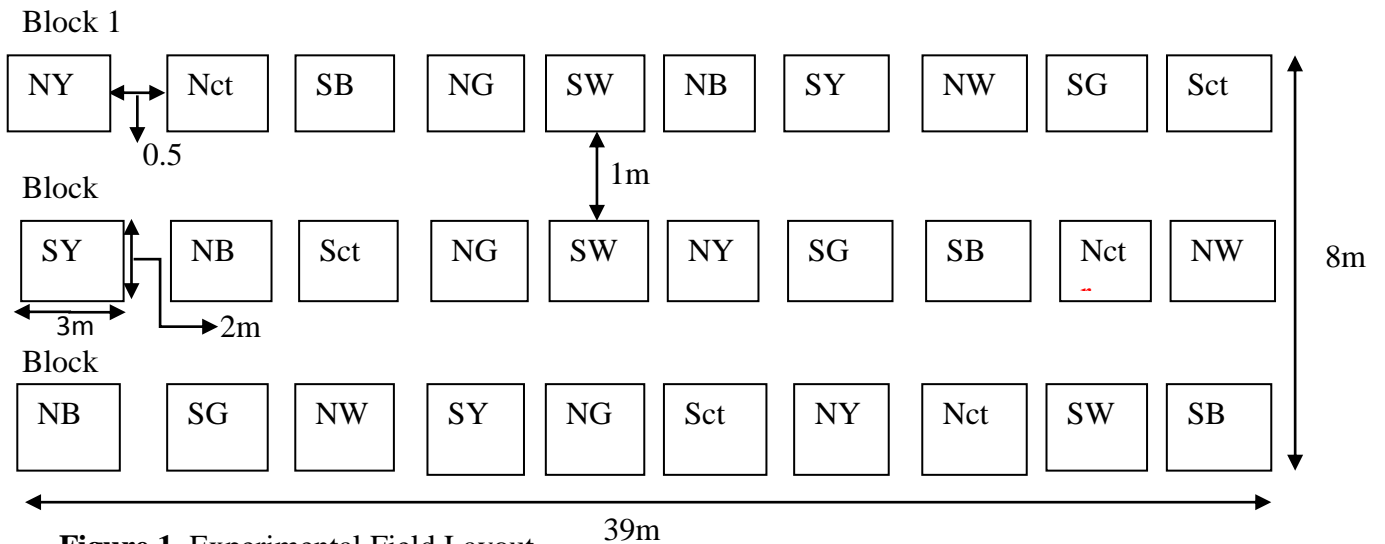 Block 1
NY Nct SB NG SW NB SY NW SG Sct
0.5
1m
Block
SY NB Sct NG SW NY SG SB Nct NW
8m
3m
2m
Block
NB SG NW SY NG Sct NY Nct SW SB
39m
Figure 1. Experimental Field Layout